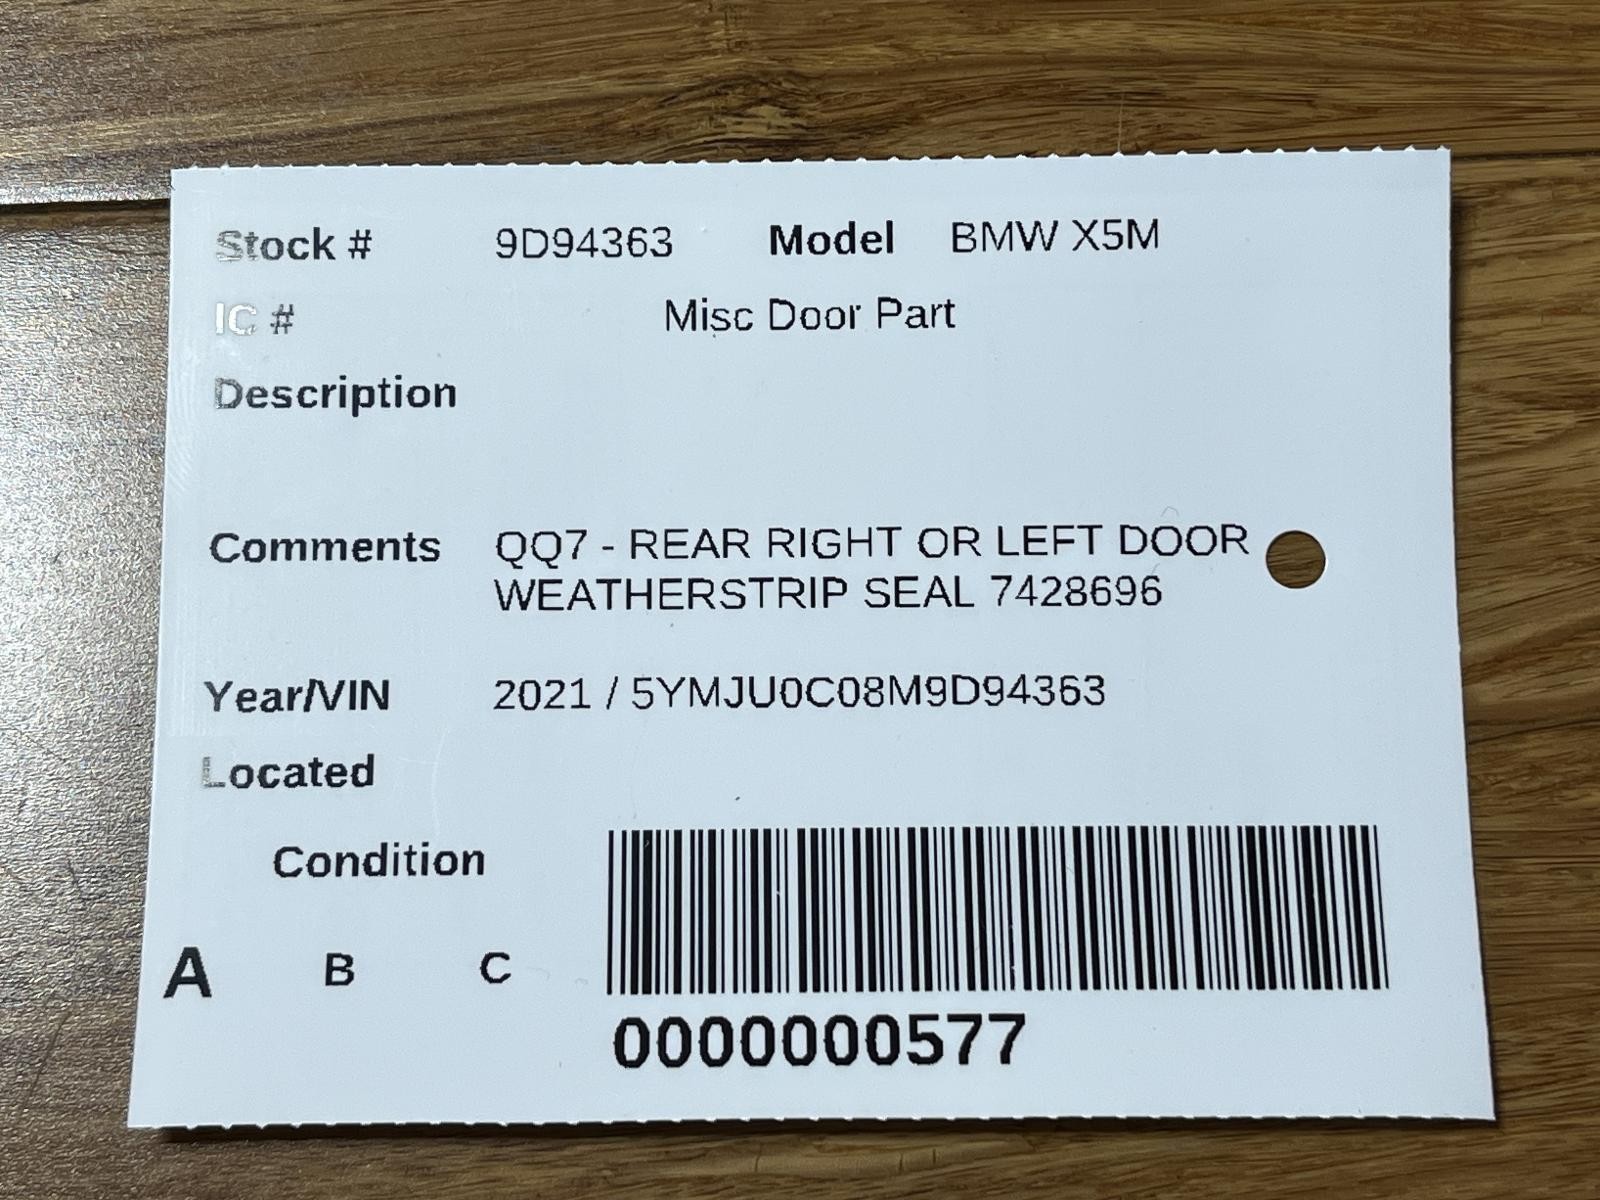 Stock # 9D94363 Model BMW X5M
IC # Misc Door Part
Description
Comments QQ7 - REAR RIGHT OR LEFT DOOR
WEATHERSTRIP SEAL 7428696
Year/VIN 2021 / 5YMJU0C08M9D94363
Located
Condition
A B C
0000000577